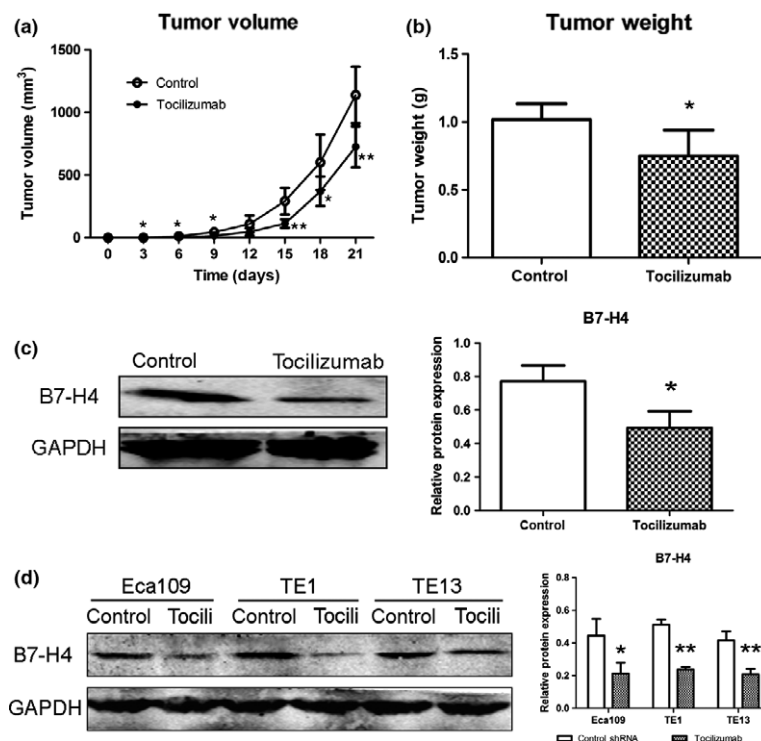 (a)
Tumor volume
Tumor volume (mm³)
1500
1000
500
0
Control
Tocilizumab
* * * ** * **
0 3 6 9 12 15 18 21
Time (days)
(b)
Tumor weight
Tumor weight (g)
1.5
1.0
0.5
0.0
*
Control Tocilizumab
(c)
Control Tocilizumab
B7-H4
GAPDH
B7-H4
Relative protein expression
1.0
0.8
0.6
0.4
0.2
0.0
*
Control Tocilizumab
(d)
Eca109 TE1 TE13
Control Tocili Control Tocili Control Tocili
B7-H4
GAPDH
B7-H4
Relative protein expression
0.8
0.6
0.4
0.2
0.0
* ** **
Eca109 TE1 TE13
Control shRNA Tocilizumab